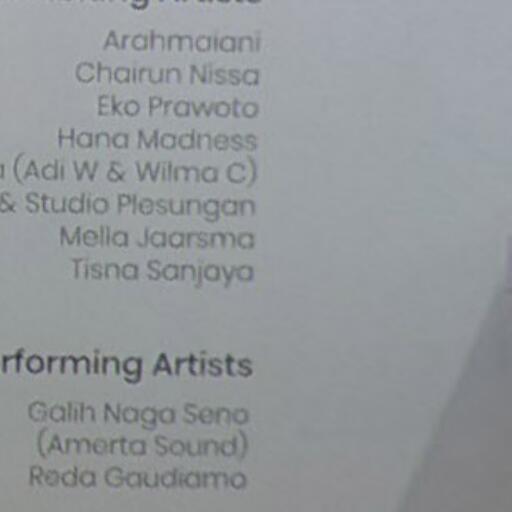 Arahmaiani
Chairun Nissa
Eko Prawoto
Hana Madness
(Adi W & Wilma C)
& Studio Plesungan
Mella Jaarsma
Tisna Sanjaya
rforming Artists
Galih Naga Seno
(Amerta Sound)
Reda Gaudiamo